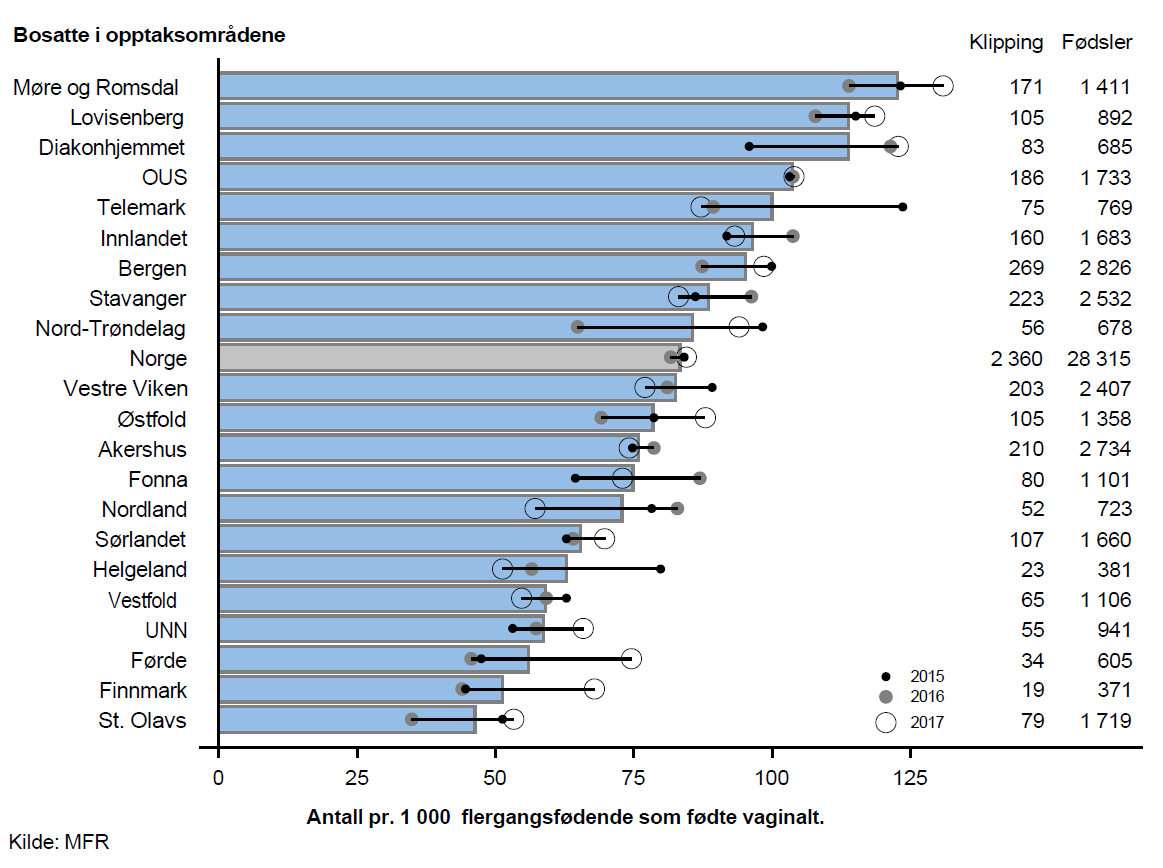 Bosatte i opptaksområdene
Klipping Fødsler
Møre og Romsdal 171 1 411
Lovisenberg 105 892
Diakonhjemmet 83 685
OUS 186 1 733
Telemark 75 769
Innlandet 160 1 683
Bergen 269 2 826
Stavanger 223 2 532
Nord-Trøndelag 56 678
Norge 2 360 28 315
Vestre Viken 203 2 407
Østfold 105 1 358
Akershus 210 2 734
Fonna 80 1 101
Nordland 52 723
Sørlandet 107 1 660
Helgeland 23 381
Vestfold 65 1 106
UNN 55 941
Førde 34 605
Finnmark 19 371
St. Olavs 79 1 719
2015
2016
2017
0 25 50 75 100 125
Antall pr. 1 000 flergangsfødende som fødte vaginalt.
Kilde: MFR